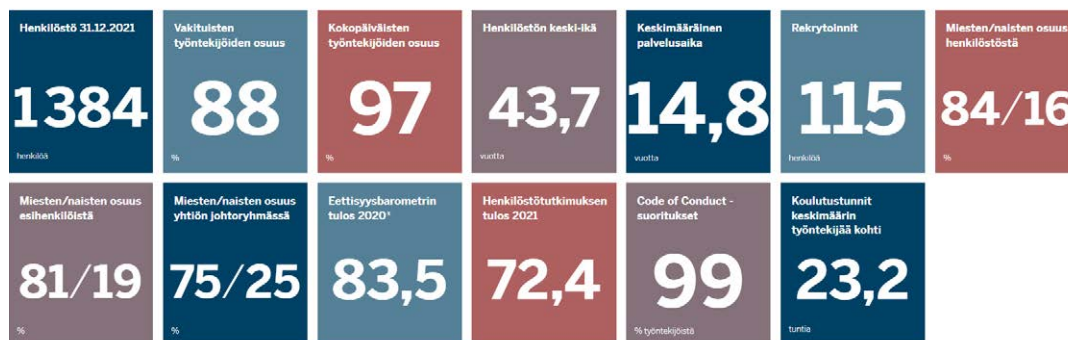 Henkilöstö 31.12.2021
1384
henkilöä
Vakituisten
työntekijöiden osuus
88
%
Kokopäiväisten
työntekijöiden osuus
97
%
Henkilöstön keski-ikä
43,7
vuotta
Keskimääräinen
palvelusaika
14,8
vuotta
Rekrytoinnit
115
henkilöä
Miesten/naisten osuus
henkilöstöstä
84/16
%
Miesten/naisten osuus
esihenkilöistä
81/19
%
Miesten/naisten osuus
yhtiön johtoryhmässä
75/25
%
Eettisyysbarometrin
tulos 2020*
83,5
Henkilöstötutkimuksen
tulos 2021
72,4
Code of Conduct -
suoritukset
99
% työntekijöistä
Koulutustunnit
keskimäärin
työntekijää kohti
23,2
tuntia